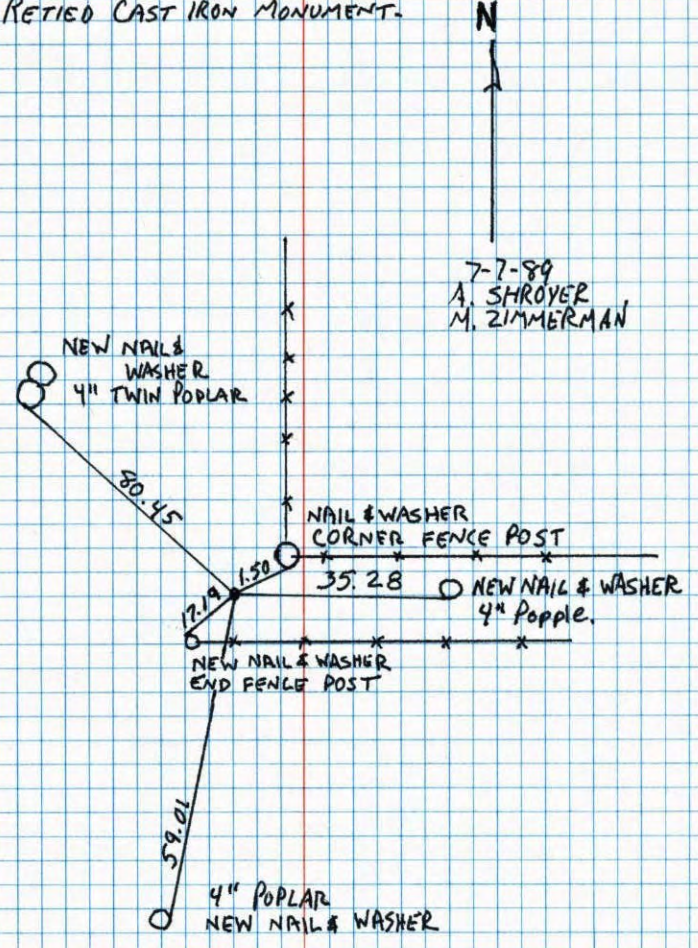 RETIED CAST IRON MONUMENT.
N
7-7-89
A. SHROYER
M. ZIMMERMAN
NEW NAIL &
WASHER
4" TWIN POPLAR
80.45
NAIL & WASHER
CORNER FENCE POST
1.50
35.28
NEW NAIL & WASHER
4" Popple.
17.19
NEW NAIL & WASHER
END FENCE POST
59.01
4" POPLAR
NEW NAIL & WASHER